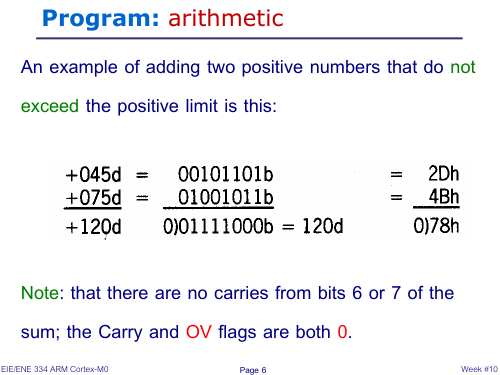 Program: arithmetic
An example of adding two positive numbers that do not
exceed the positive limit is this:
+045d = 00101101b = 2Dh
+075d = 01001011b = 4Bh
+120d 0)01111000b = 120d 0)78h
Note: that there are no carries from bits 6 or 7 of the
sum; the Carry and OV flags are both 0.
EIE/ENE 334 ARM Cortex-M0 Page 6 Week #10